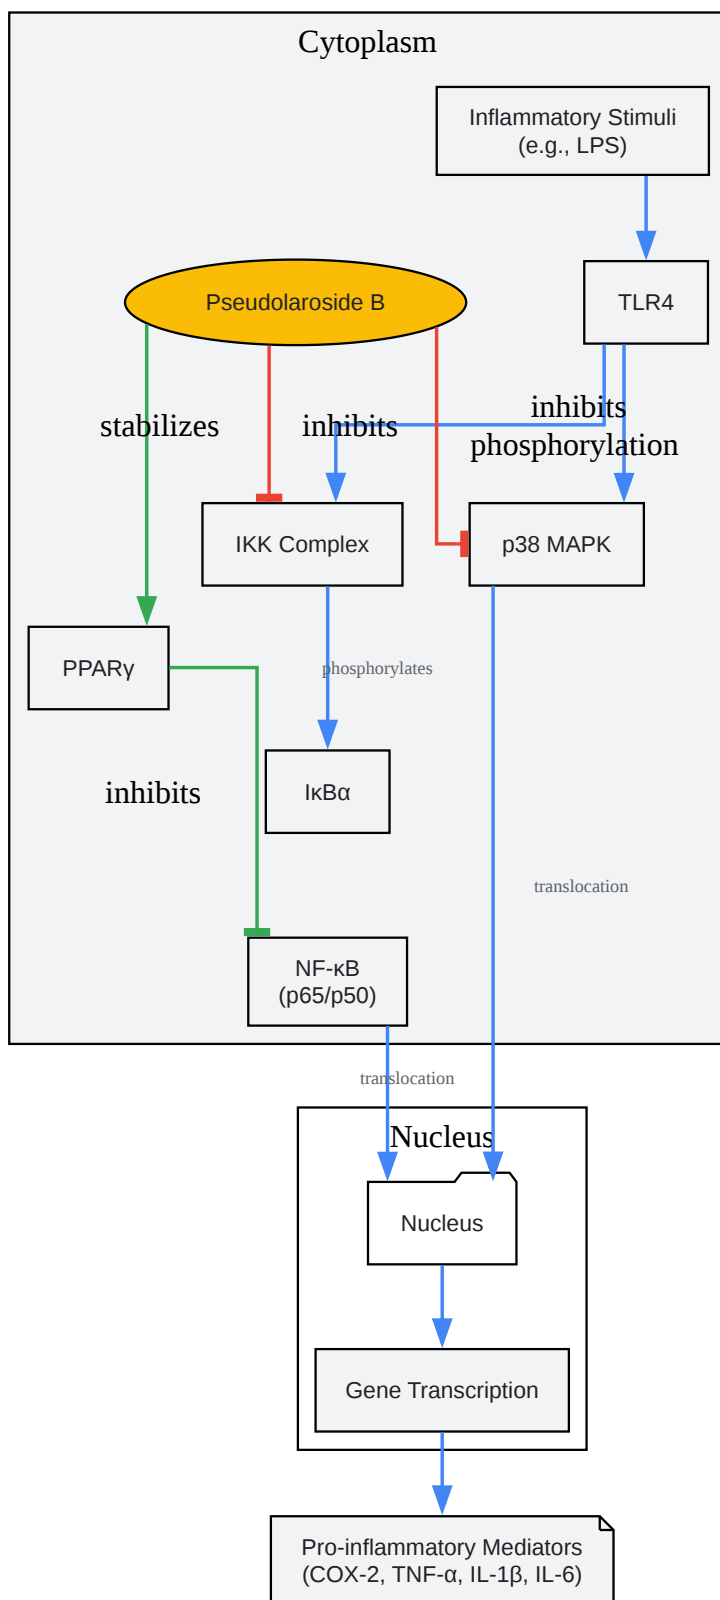 Cytoplasm
Inflammatory Stimuli
(e.g., LPS)
Pseudolaroside B
TLR4
stabilizes
inhibits
inhibits
phosphorylation
IKK Complex
p38 MAPK
PPARγ
phosphorylates
inhibits
IκBα
translocation
NF-κB
(p65/p50)
translocation
Nucleus
Nucleus
Gene Transcription
Pro-inflammatory Mediators
(COX-2, TNF-α, IL-1β, IL-6)